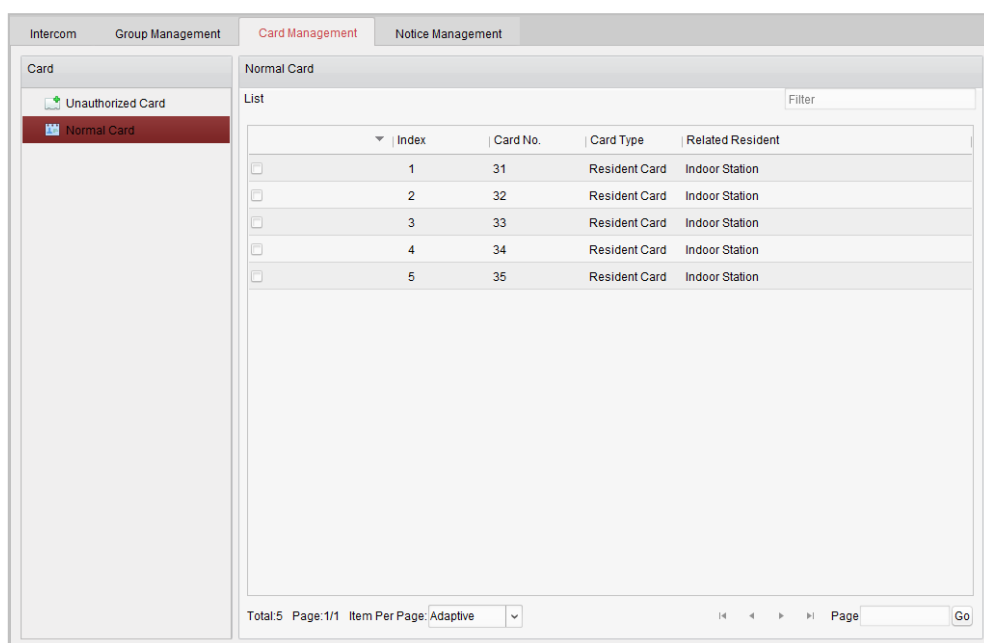 Intercom Group Management Card Management Notice Management
Card
Unauthorized Card
Normal Card
Normal Card
List Filter
Index Card No. Card Type Related Resident
1 31 Resident Card Indoor Station
2 32 Resident Card Indoor Station
3 33 Resident Card Indoor Station
4 34 Resident Card Indoor Station
5 35 Resident Card Indoor Station
Total:5 Page:1/1 Item Per Page: Adaptive Page Go